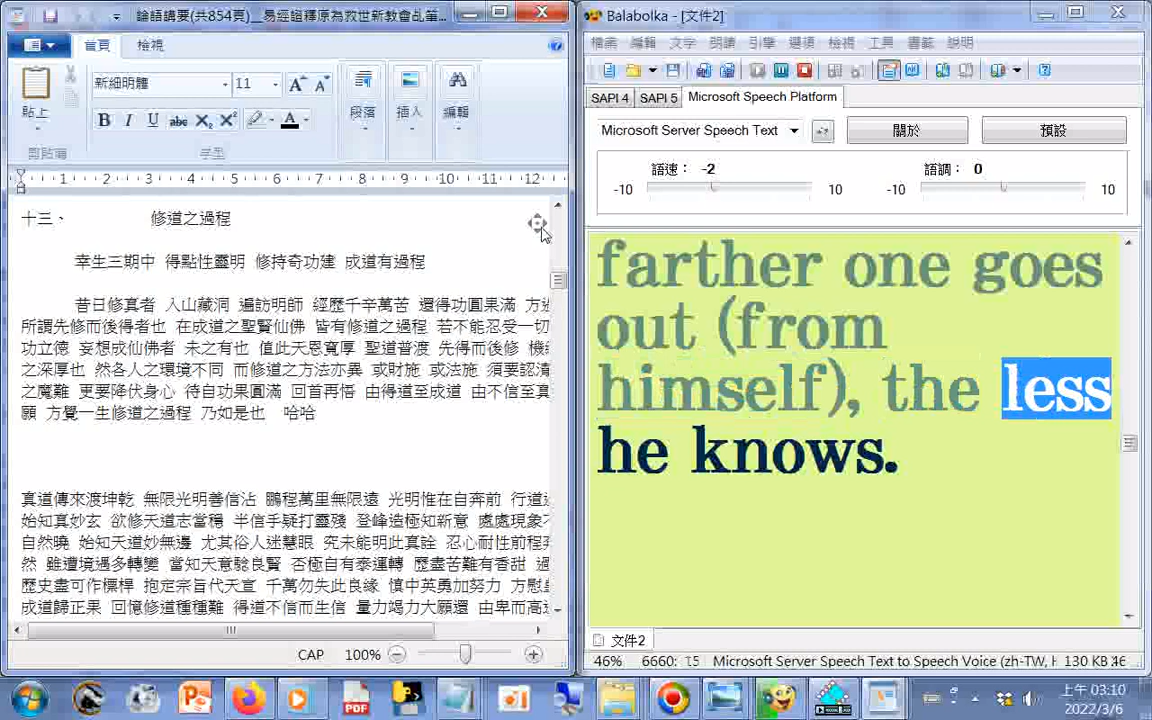 論語講要(共854頁)__易經證釋原為救世新教會乩筆...
首頁 檢視
新細明體 11
貼上
段落 插入 編輯
剪貼簿 字型
1 2 3 4 5 6 7 8 9 10 11 12
十三、 修道之過程
幸生三期中 得點性靈明 修持奇功建 成道有過程
昔日修真者 入山藏洞 遍訪明師 經歷千辛萬苦 還得功圓果滿 方
所謂先修而後得者也 在成道之聖賢仙佛 皆有修道之過程 若不能忍受一切
功立德 妄想成仙佛者 未之有也 值此天恩寬厚 聖道普渡 先得而後修 機
之深厚也 然各人之環境不同 而修道之方法亦異 或財施 或法施 須要認清
之魔難 更要降伏身心 待自功果圓滿 回首再悟 由得道至成道 由不信至真
願 方覺一生修道之過程 乃如是也 哈哈
真道傳來渡坤乾 無限光明善信沾 鵬程萬里無限遠 光明惟在自奔前 行道
始知真妙玄 欲修天道志當穩 半信乎疑打靈殘 登峰造極知新意 處處現象
自然曉 始知天道妙無邊 尤其俗人迷慧眼 究未能明此真詮 忍心耐性前程
然 雖遭境遇多轉變 當知天意驗良賢 否極自有泰運轉 歷盡苦難有香甜
歷史盡可作標桿 抱定宗旨代天宣 千萬勿失此良緣 慎中英勇加努力 方慰
成道歸正果 回憶修道種種難 得道不信而生信 量力竭力大願還 由卑而高
CAP 100%
Balabolka - [文件2]
檔案 編輯 文字 朗讀 引擎 選項 檢視 工具 書籤 說明
SAPI 4 SAPI 5 Microsoft Speech Platform
Microsoft Server Speech Text 關於 預設
語速： -2 語調： 0
-10 10 -10 10
farther one goes
out (from
himself), the less
he knows.
文件2
46% 6660: 15 Microsoft Server Speech Text to Speech Voice (zh-TW, H 130 KB
上午 03:10
2022/3/6